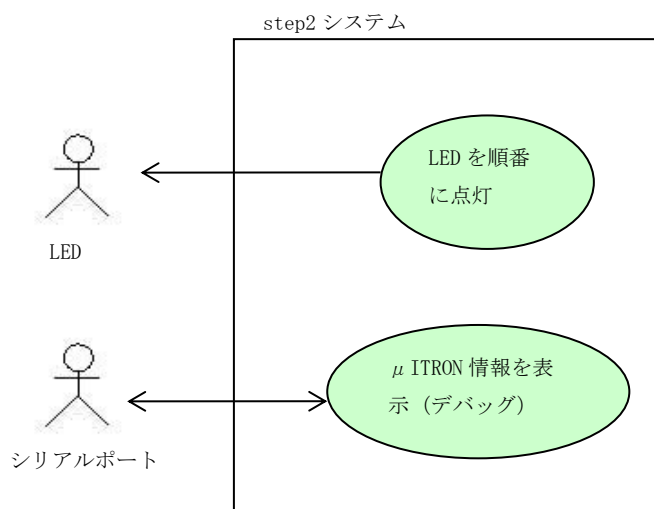 step2 システム
LED を順番
に点灯
LED
μ ITRON 情報を表
示（デバッグ）
シリアルポート